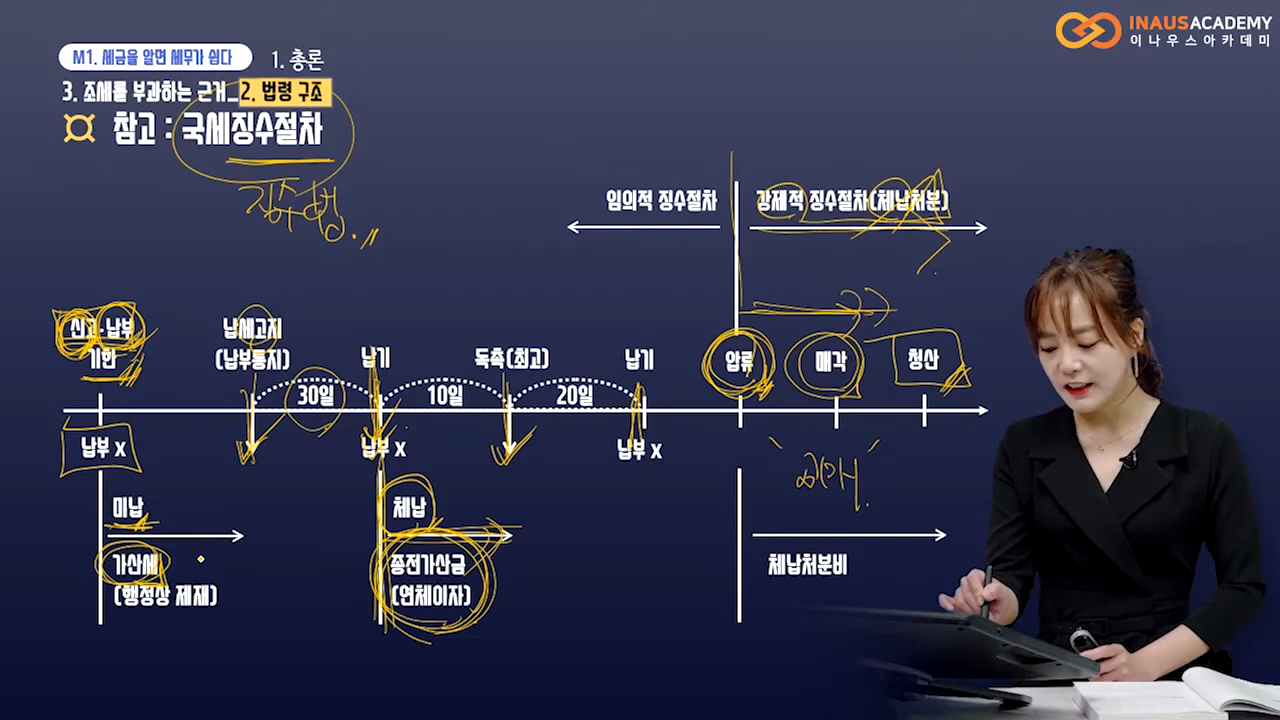 INAUSACADEMY
이나우스아카데미
M1. 세금을 알면 세무가 쉽다
1. 총론
3. 조세를 부과하는 근거_2. 법령 구조
참고 : 국세징수절차
징수법.
임의적 징수절차
강제적 징수절차(체납처분)
신고·납부
기한
납세고지
(납부통지)
납기
독촉(최고)
납기
압류
매각
청산
30일
10일
20일
납부 x
납부 x
납부 x
공매
미납
체납
가산세
(행정상 제재)
종전가산금
(연체이자)
체납처분비